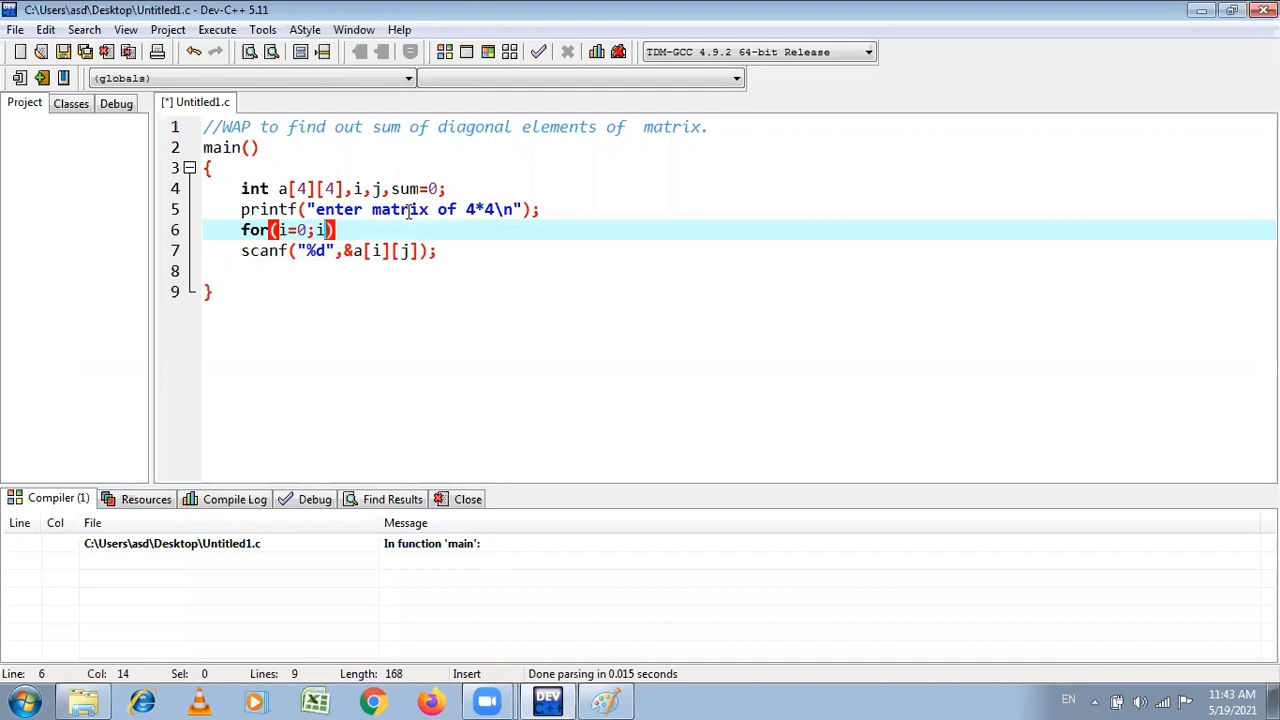 C:\Users\asd\Desktop\Untitled1.c - Dev-C++ 5.11
File Edit Search View Project Execute Tools AStyle Window Help
TDM-GCC 4.9.2 64-bit Release
(globals)
Project Classes Debug [*] Untitled1.c
1 //WAP to find out sum of diagonal elements of  matrix.
2 main()
3 {
4 int a[4][4],i,j,sum=0;
5 printf("enter matrix of 4*4\n");
6 for(i=0;i)
7 scanf("%d",&a[i][j]);
8
9 }
Compiler (1) Resources Compile Log Debug Find Results Close
Line Col File Message
C:\Users\asd\Desktop\Untitled1.c In function 'main':
Line: 6 Col: 14 Sel: 0 Lines: 9 Length: 168 Insert Done parsing in 0.015 seconds
DEV
C++
EN
11:43 AM
5/19/2021